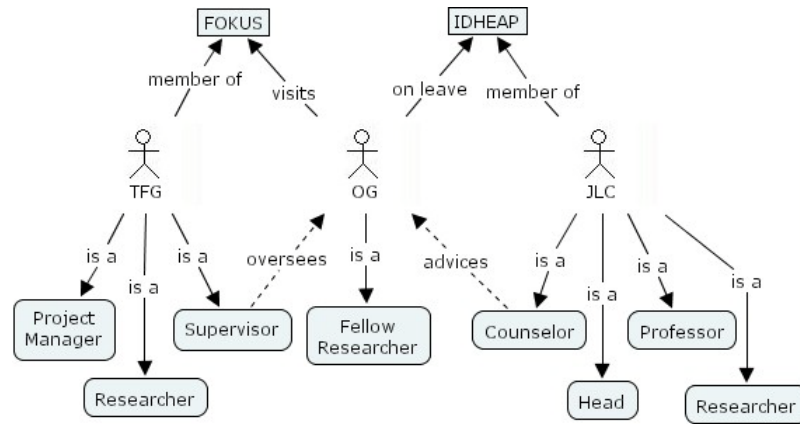 FOKUS
IDHEAP
member of
visits
on leave
member of
TFG
OG
JLC
is a
is a
is a
oversees
is a
advices
is a
is a
is a
is a
Project
Manager
Supervisor
Fellow
Researcher
Counselor
Professor
Researcher
Head
Researcher